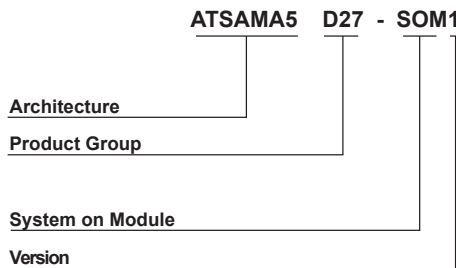 ATSAMA5 D27 - SOM1
Architecture
Product Group
System on Module
Version